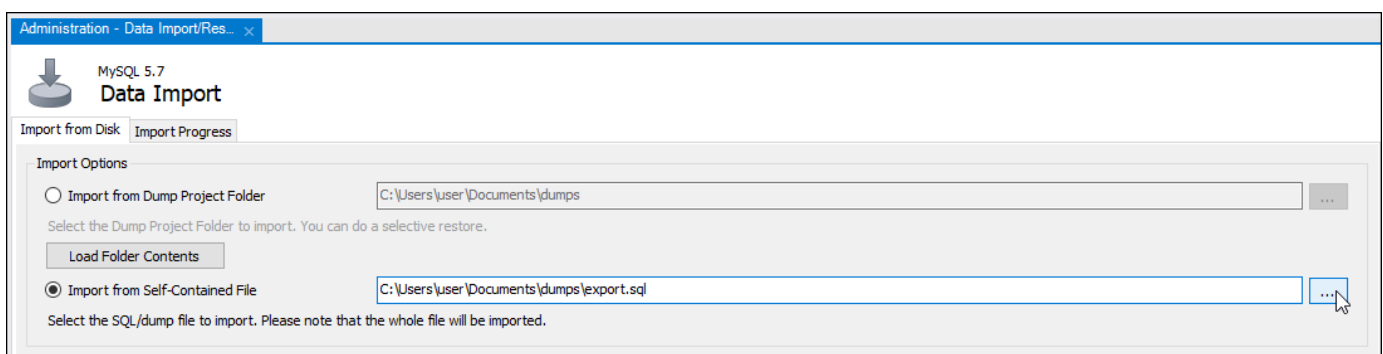 Administration - Data Import/Res...
MySQL 5.7
Data Import
Import from Disk Import Progress
Import Options
Import from Dump Project Folder C:\Users\user\Documents\dumps ...
Select the Dump Project Folder to import. You can do a selective restore.
Load Folder Contents
Import from Self-Contained File C:\Users\user\Documents\dumps\export.sql ...
Select the SQL/dump file to import. Please note that the whole file will be imported.